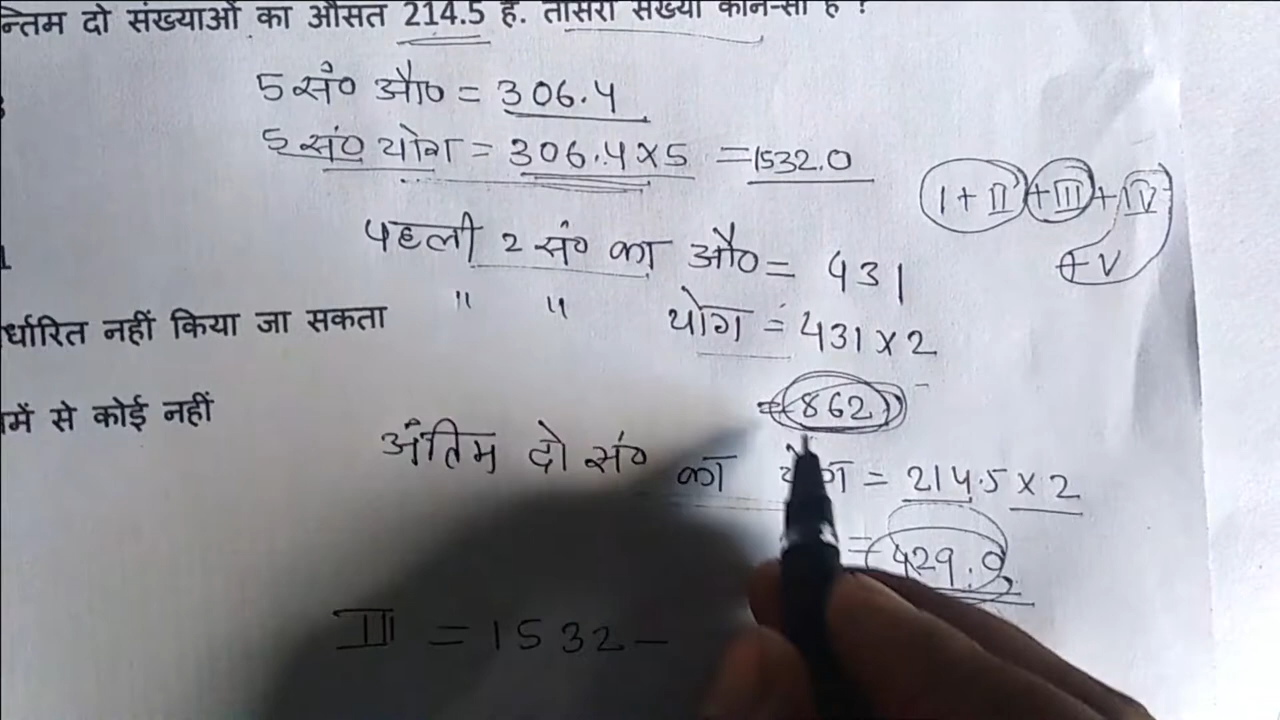 न्तिम दो संख्याओं का औसत 214.5 है. तीसरी संख्या कौन-सी है ?
5 सं० औ० = 306.4
5 सं० योग = 306.4×5 = 1532.0
I + II + III + IV
+ V
पहली 2 सं० का औ० = 431
" " योग = 431 × 2
र्धारित नहीं किया जा सकता
= 862
में से कोई नहीं
अंतिम दो सं० का = 214.5 × 2
= 429.0
III = 1532 -